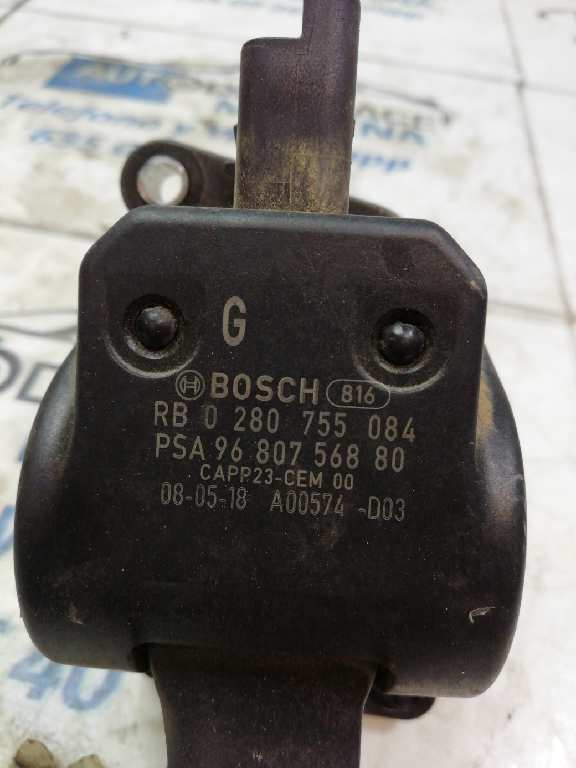 G
BOSCH 816
RB 0 280 755 084
PSA 96 807 568 80
CAPP23-CEM 00
08-05-18 A00574 -D03